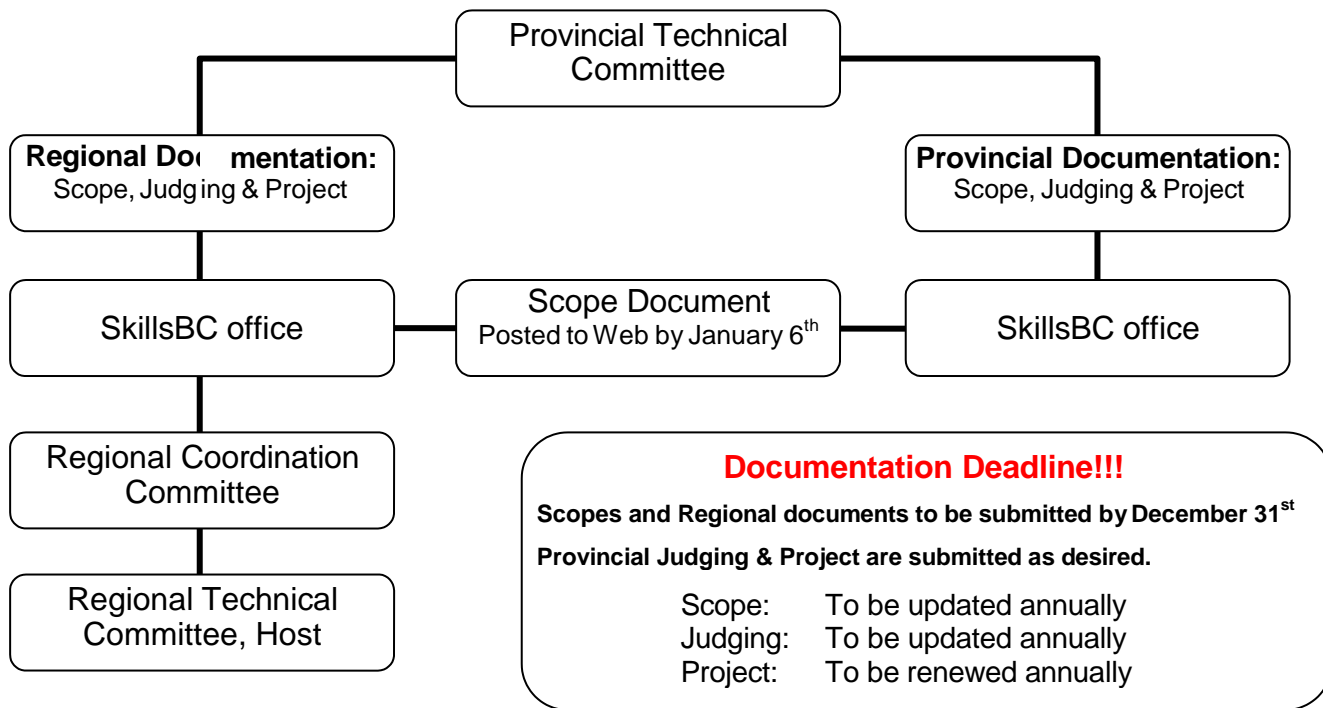 Provincial Technical
Committee
Regional Do mentation:
Scope, Judging & Project
Provincial Documentation:
Scope, Judging & Project
SkillsBC office
Scope Document
Posted to Web by January 6th
SkillsBC office
Regional Coordination
Committee
Regional Technical
Committee, Host
Documentation Deadline!!!
Scopes and Regional documents to be submitted by December 31st
Provincial Judging & Project are submitted as desired.
Scope: To be updated annually
Judging: To be updated annually
Project: To be renewed annually